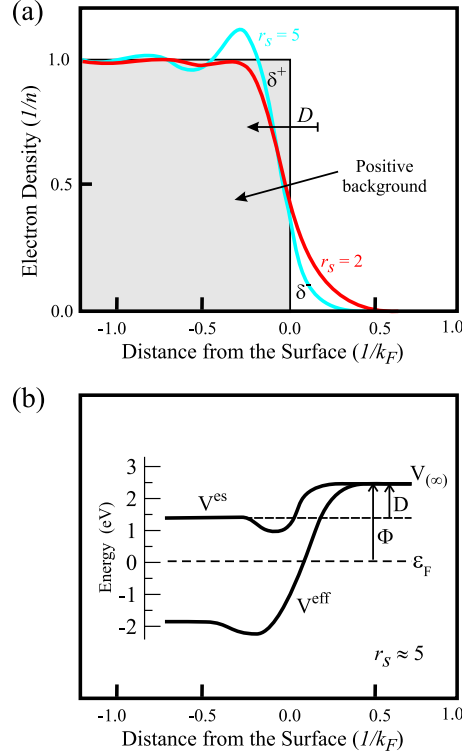 (a)
1.0
0.5
0.0
Electron Density (1/n)
r_s = 5
δ+
D
Positive
background
r_s = 2
δ-
-1.0
-0.5
0.0
0.5
1.0
Distance from the Surface (1/k_F)
(b)
3
2
1
0
-1
-2
Energy (eV)
V^es
V^eff
V(∞)
D
Φ
ε_F
r_s ≈ 5
-1.0
-0.5
0.0
0.5
1.0
Distance from the Surface (1/k_F)